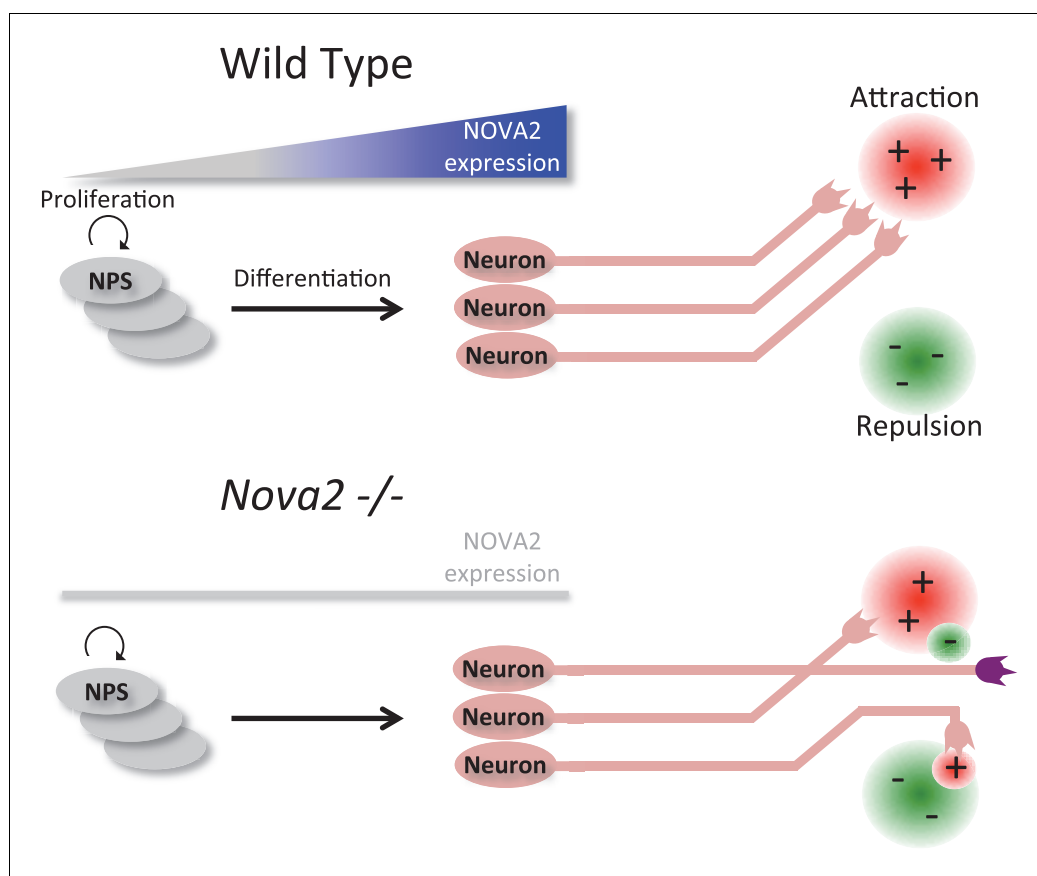 Wild Type
NOVA2
expression
Attraction
+ + +
Proliferation
NPS
Differentiation
Neuron
Neuron
Neuron
- - -
Repulsion
Nova2 -/-
NOVA2
expression
+
+
-
NPS
Neuron
Neuron
Neuron
+
-
-